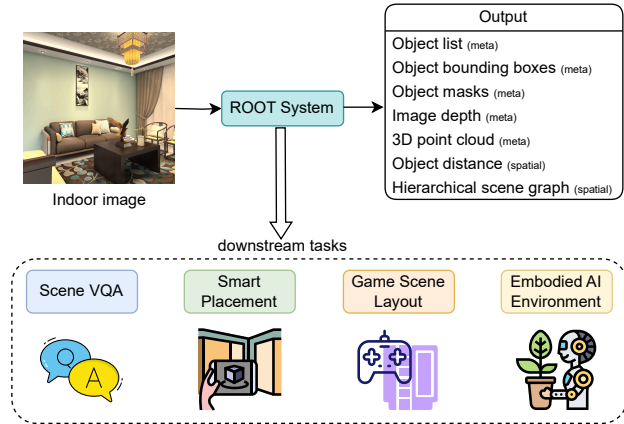 Output
Object list (meta)
Object bounding boxes (meta)
Object masks (meta)
Image depth (meta)
3D point cloud (meta)
Object distance (spatial)
Hierarchical scene graph (spatial)
ROOT System
Indoor image
downstream tasks
Scene VQA
Smart
Placement
Game Scene
Layout
Embodied AI
Environment
Q
A